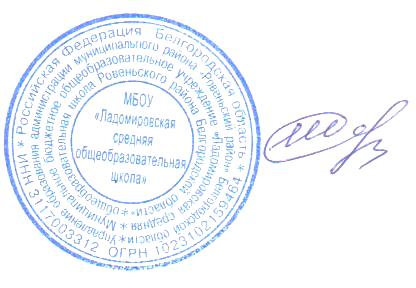 * Российская Федерация Белгородская область *
ИНН 3117003312 ОГРН 1023102159464
Управление образования администрации муниципального района «Ровеньский район» Белгородской области *
Муниципальное бюджетное общеобразовательное учреждение «Ладомировская средняя
общеобразовательная школа Ровеньского района Белгородской области» *
МБОУ
«Ладомировская
средняя
общеобразовательная
школа»